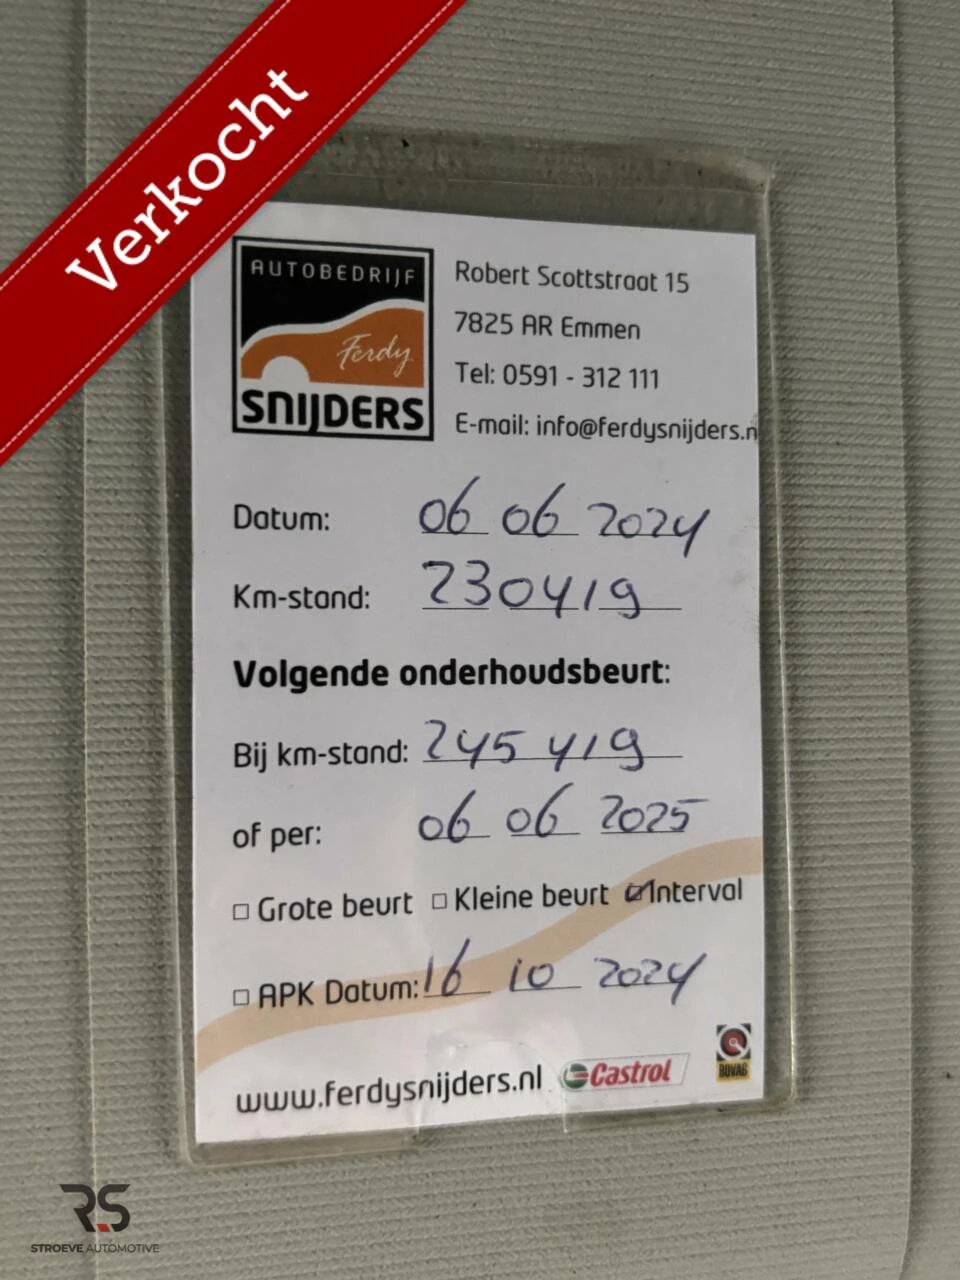 Verkocht
AUTOBEDRIJF
Ferdy
SNIJDERS
Robert Scottstraat 15
7825 AR Emmen
Tel: 0591 - 312 111
E-mail: info@ferdysnijders.n
Datum: 06 06 2024
Km-stand: 230419
Volgende onderhoudsbeurt:
Bij km-stand: 245 419
of per: 06 06 2025
☐ Grote beurt ☐ Kleine beurt ☑ Interval
☐ APK Datum: 16 10 2024
www.ferdysnijders.nl
Castrol
BOVAG
RS
STROEVE AUTOMOTIVE